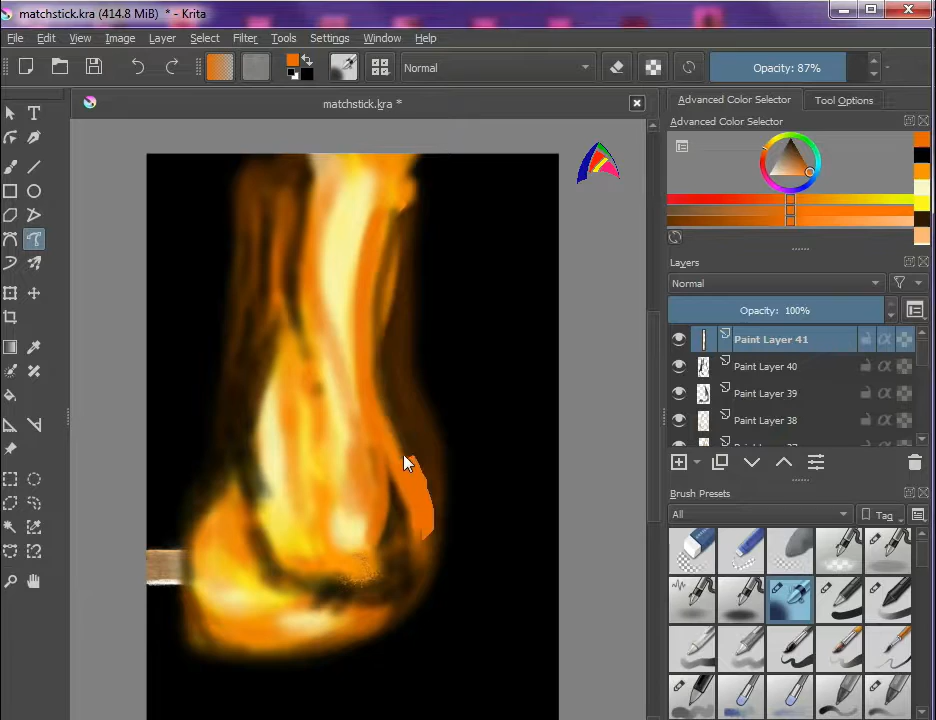 matchstick.kra (414.8 MiB) * - Krita
File Edit View Image Layer Select Filter Tools Settings Window Help
Normal Opacity: 87%
matchstick.kra *
Advanced Color Selector Tool Options
Advanced Color Selector
Layers
Normal
Opacity: 100%
Paint Layer 41
Paint Layer 40
Paint Layer 39
Paint Layer 38
Brush Presets
All Tag